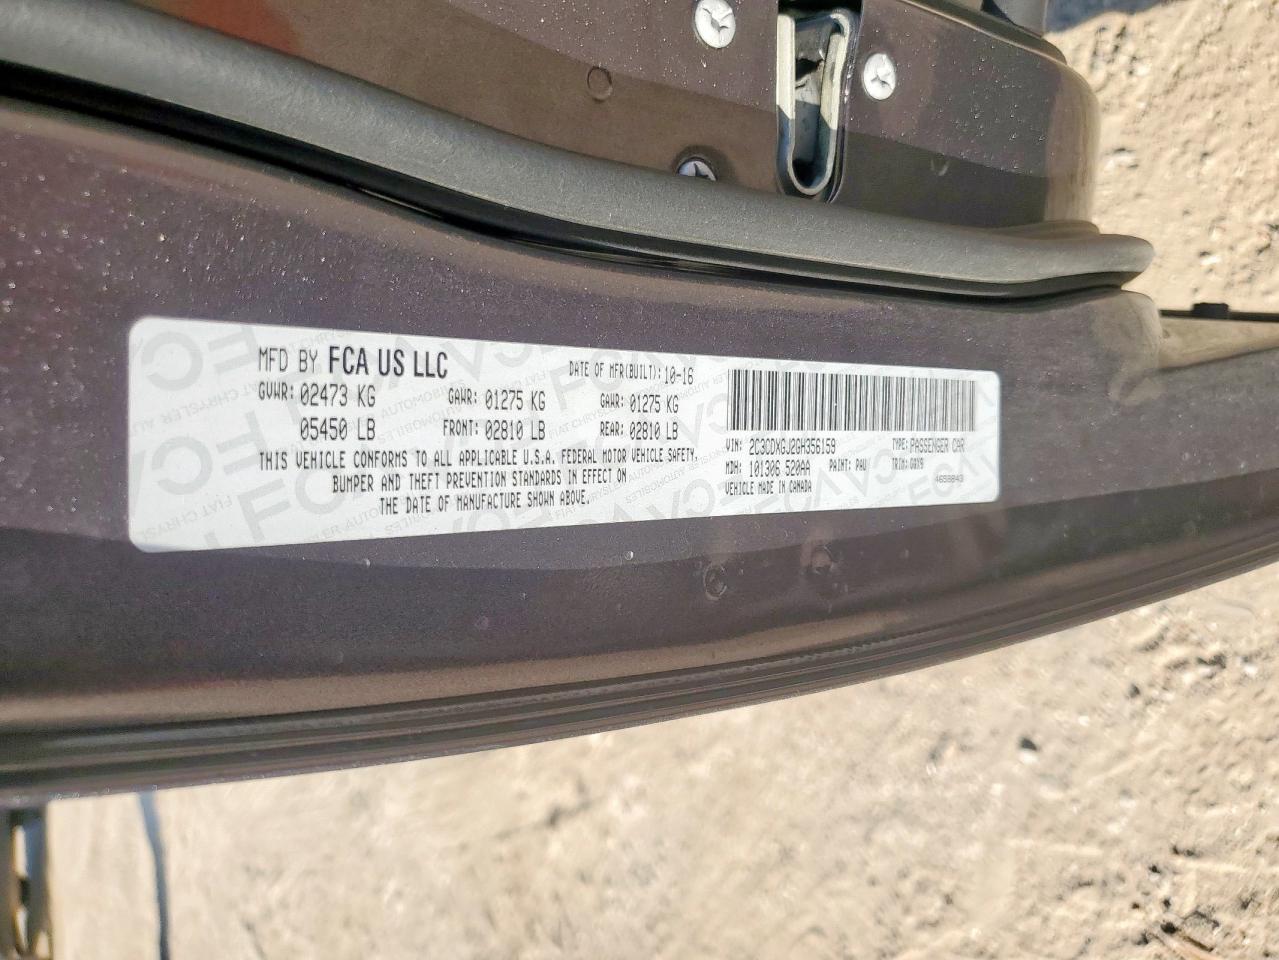 MFD BY FCA US LLC DATE OF MFR(BUILT): 10-16
GVWR: 02473 KG GAWR: 01275 KG GAWR: 01275 KG
05450 LB FRONT: 02810 LB REAR: 02810 LB
THIS VEHICLE CONFORMS TO ALL APPLICABLE U.S.A. FEDERAL MOTOR VEHICLE SAFETY,
BUMPER AND THEFT PREVENTION STANDARDS IN EFFECT ON
THE DATE OF MANUFACTURE SHOWN ABOVE.
VIN: 2C3CDXGJ2GH356159 TYPE: PASSENGER CAR
MDH: 101306 520AA PAINT: PAU TRIM:
VEHICLE MADE IN CANADA